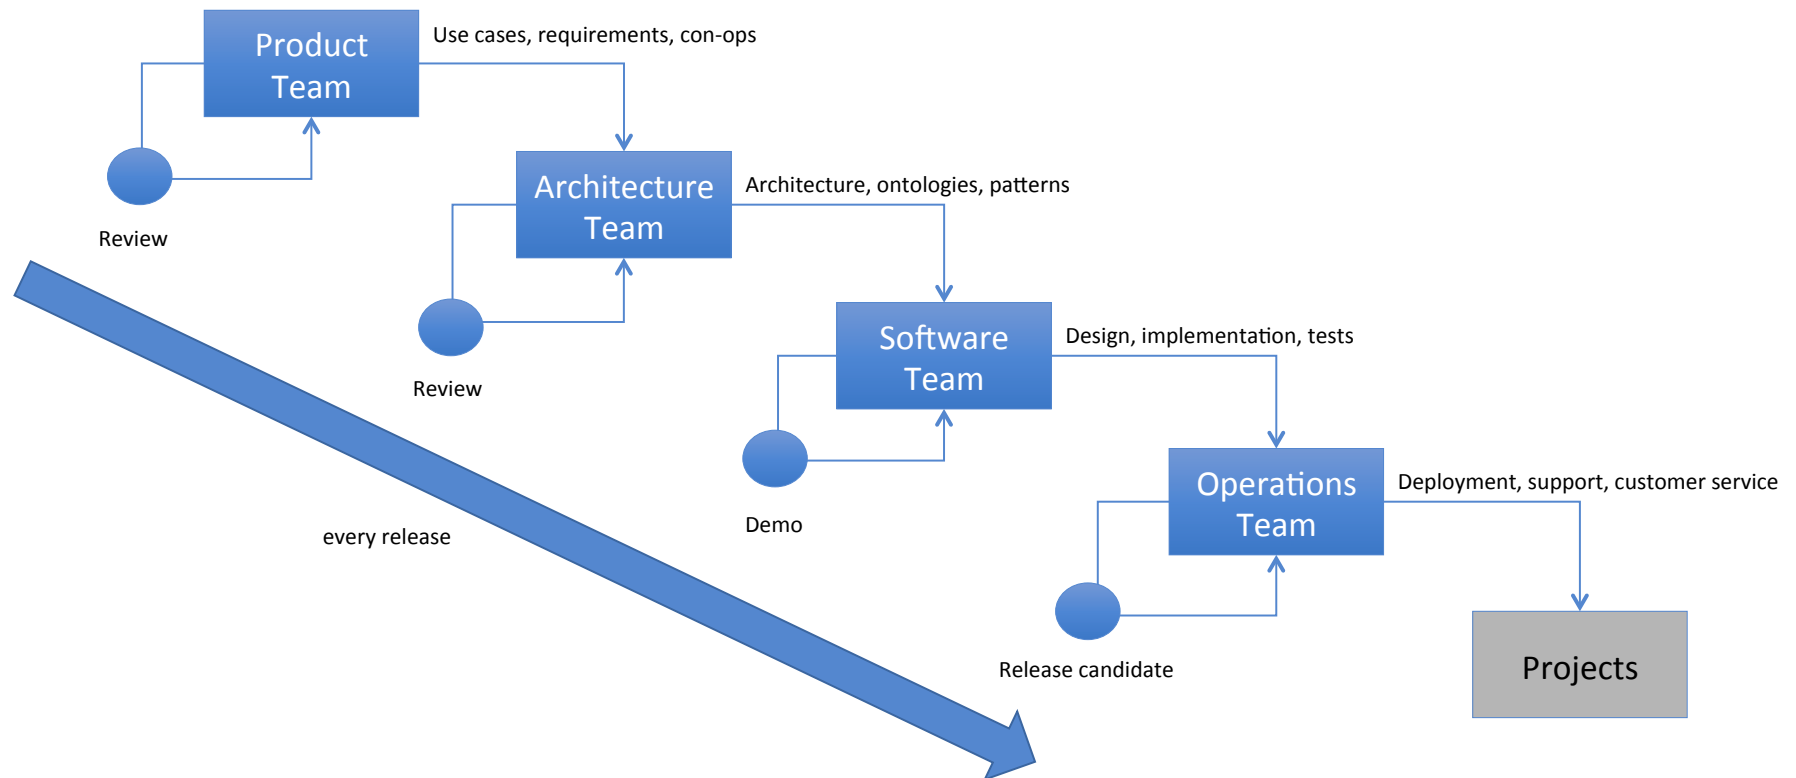 Product
Team
Use cases, requirements, con-ops
Review
Architecture
Team
Architecture, ontologies, patterns
Review
Software
Team
Design, implementation, tests
Demo
Operations
Team
Deployment, support, customer service
Release candidate
Projects
every release